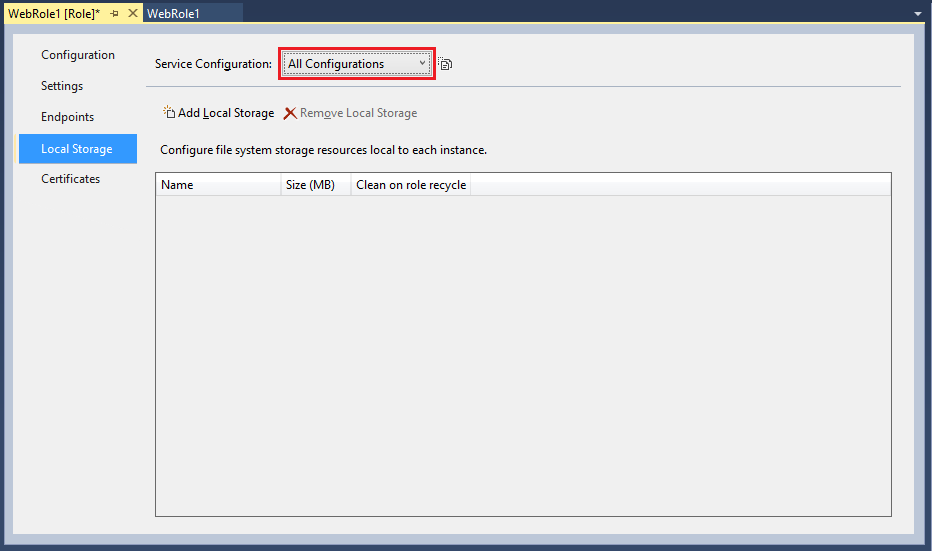 WebRole1 [Role]* WebRole1
Configuration
Settings
Endpoints
Local Storage
Certificates
Service Configuration: All Configurations
Add Local Storage Remove Local Storage
Configure file system storage resources local to each instance.
Name Size (MB) Clean on role recycle